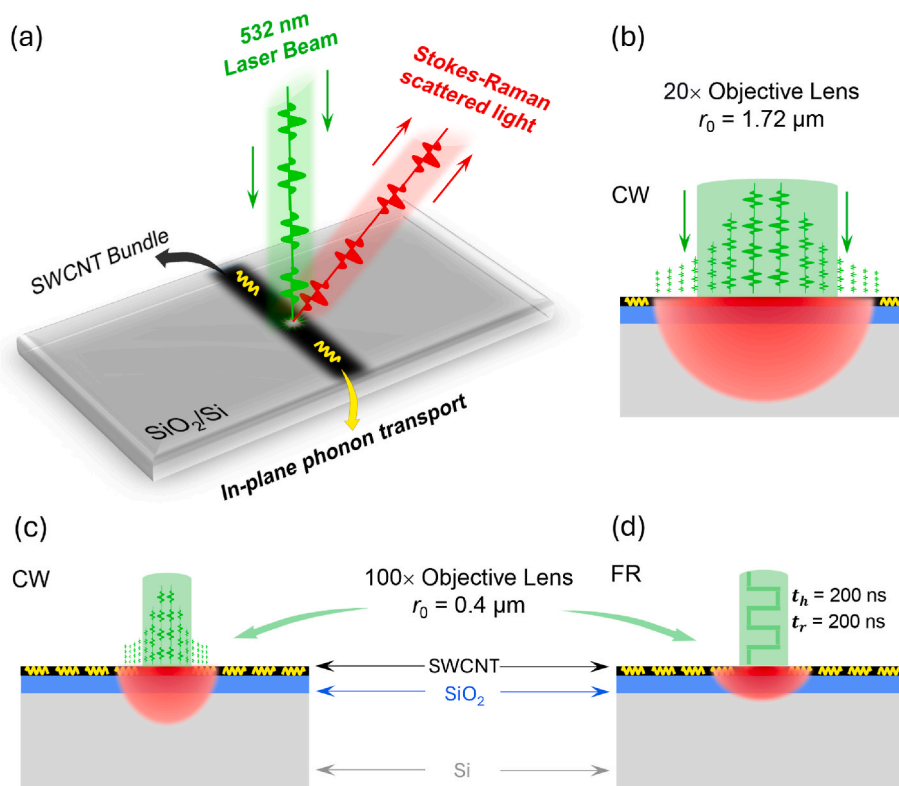 (a)
532 nm
Laser Beam
Stokes-Raman
scattered light
SWCNT Bundle
SiO₂/Si
In-plane phonon transport
(b)
20× Objective Lens
r₀ = 1.72 μm
CW
(c)
CW
100× Objective Lens
r₀ = 0.4 μm
(d)
FR
tₕ = 200 ns
tᵣ = 200 ns
SWCNT
SiO₂
Si